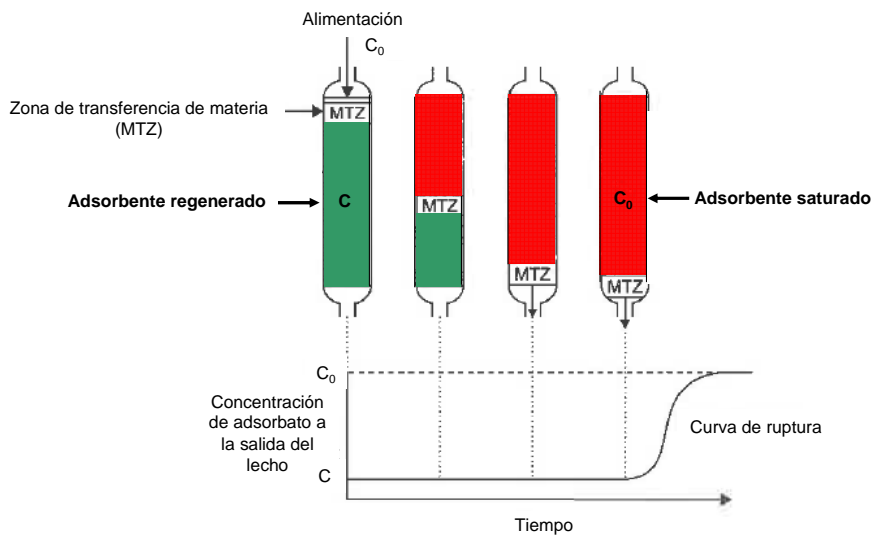 Alimentación
C₀
Zona de transferencia de materia
(MTZ)
MTZ
MTZ
MTZ
MTZ
Adsorbente regenerado
C
C₀
Adsorbente saturado
C₀
Concentración
de adsorbato a
la salida del
lecho
C
Curva de ruptura
Tiempo